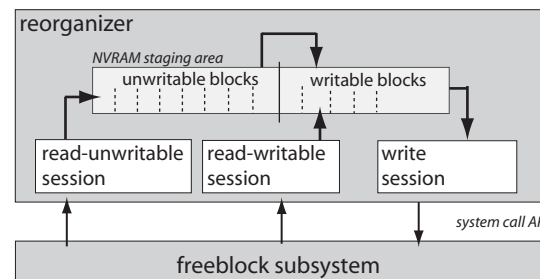 reorganizer
NVRAM staging area
unwritable blocks
writable blocks
read-unwritable
session
read-writable
session
write
session
system call AP
freeblock subsystem